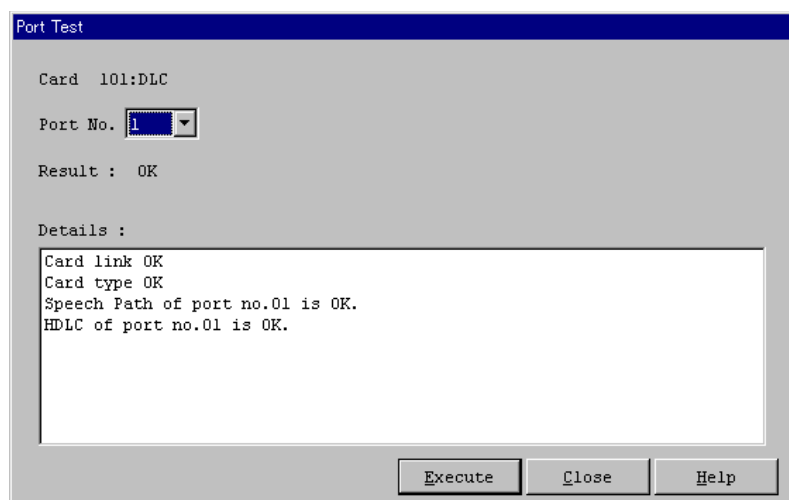 Port Test
Card 101:DLC
Port No. 1
Result : OK
Details :
Card link OK
Card type OK
Speech Path of port no.01 is OK.
HDLC of port no.01 is OK.
Execute Close Help